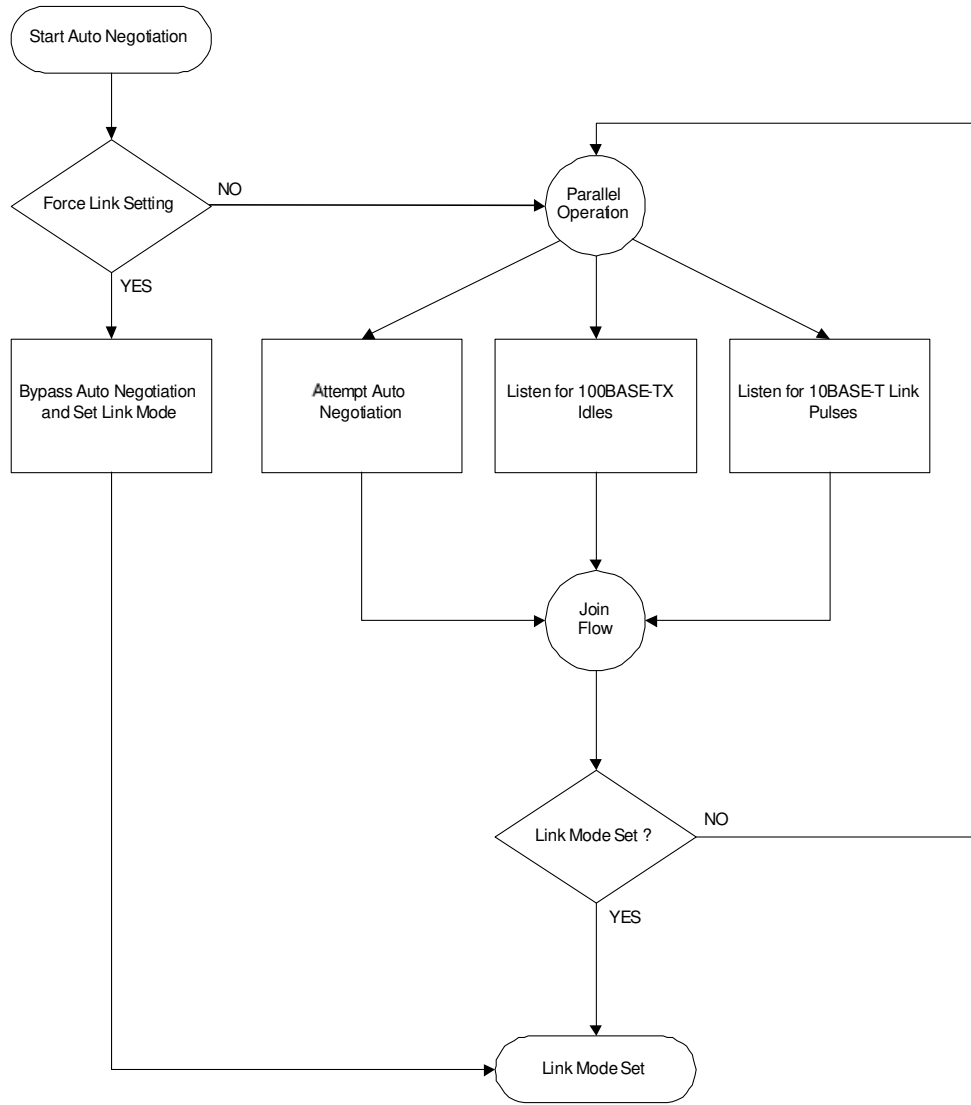 Start Auto Negotiation
Force Link Setting
NO
Parallel
Operation
YES
Bypass Auto Negotiation
and Set Link Mode
Attempt Auto
Negotiation
Listen for 100BASE-TX
Idles
Listen for 10BASE-T Link
Pulses
Join
Flow
Link Mode Set ?
NO
YES
Link Mode Set